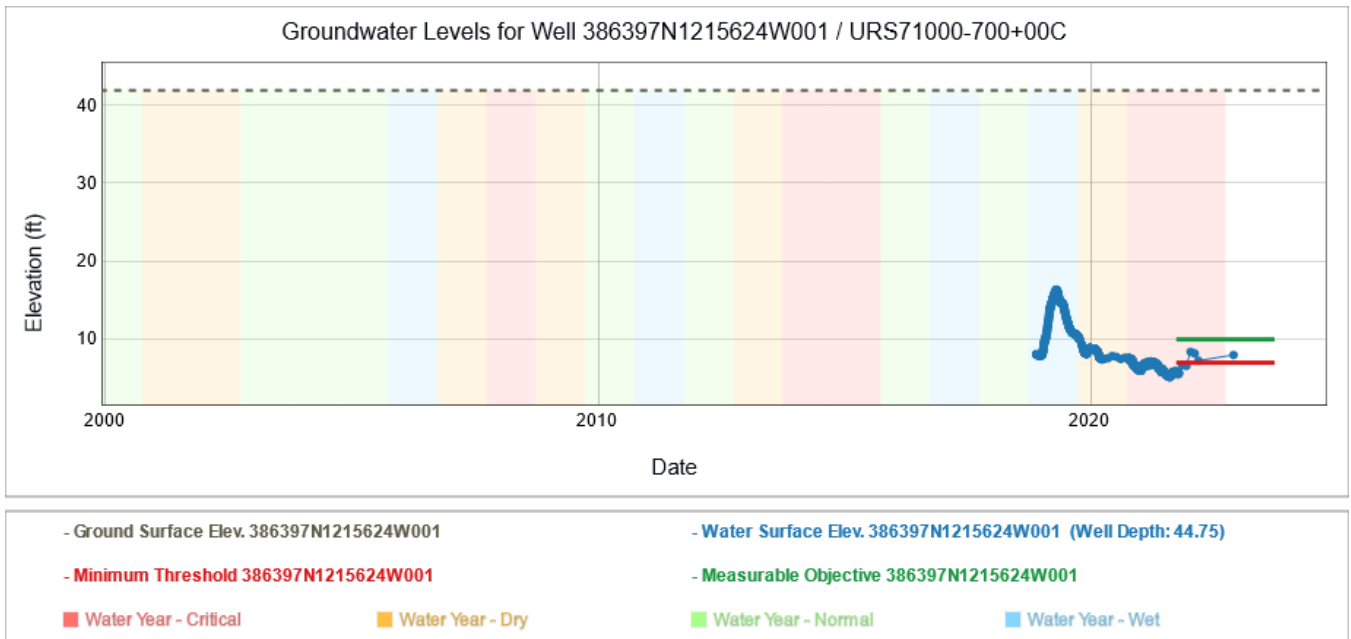 Groundwater Levels for Well 386397N1215624W001 / URS71000-700+00C
Elevation (ft)
40
30
20
10
2000 2010 2020
Date
- Ground Surface Elev. 386397N1215624W001 - Water Surface Elev. 386397N1215624W001 (Well Depth: 44.75)
- Minimum Threshold 386397N1215624W001 - Measurable Objective 386397N1215624W001
Water Year - Critical Water Year - Dry Water Year - Normal Water Year - Wet